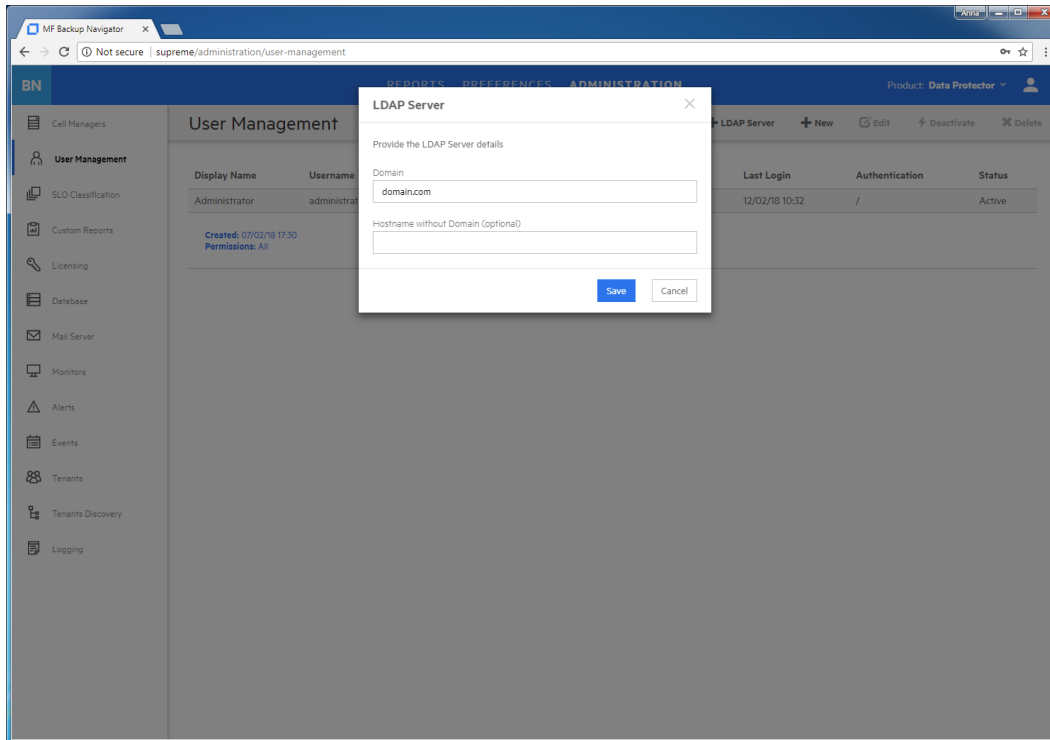 Anna
MF Backup Navigator
Not secure | supreme/administration/user-management
BN
REPORTS PREFERENCES ADMINISTRATION
Product: Data Protector
Cell Managers
User Management
SLO Classification
Custom Reports
Licensing
Database
Mail Server
Monitors
Alerts
Events
Tenants
Tenants Discovery
Logging
User Management
LDAP Server New Edit Deactivate Delete
Display Name Username Last Login Authentication Status
Administrator administrat 12/02/18 10:32 / Active
Created: 07/02/18 17:30
Permissions: All
LDAP Server
Provide the LDAP Server details
Domain
domain.com
Hostname without Domain (optional)
Save Cancel